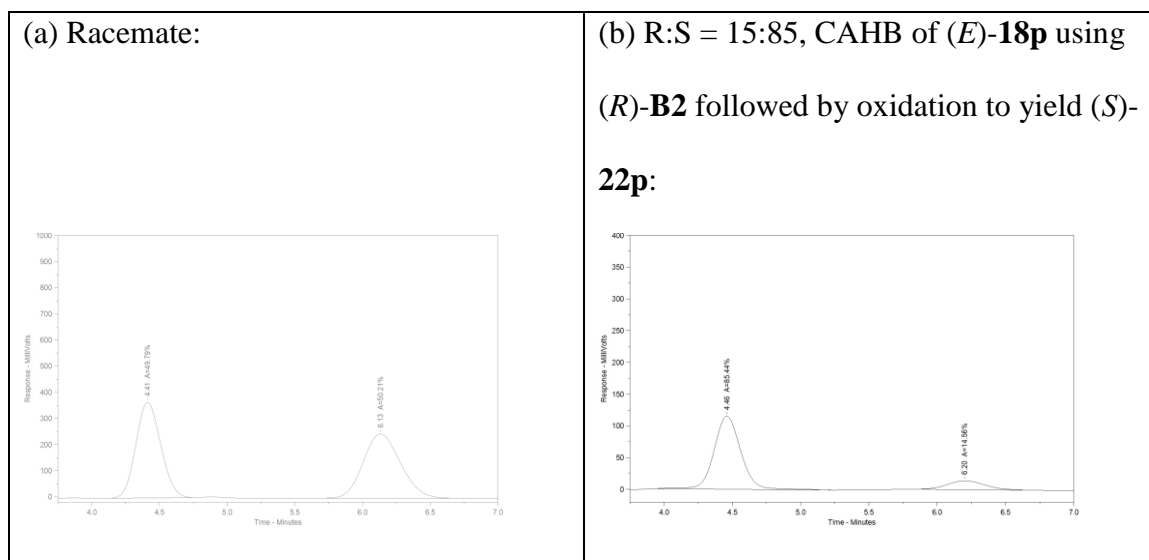 (a) Racemate:
(b) R:S = 15:85, CAHB of (E)-18p using
(R)-B2 followed by oxidation to yield (S)-
22p:
1000
900
800
700
600
500
400
300
200
100
0
Response - MilliVolts
4.41 A=49.79%
6.13 A=50.21%
4.0 4.5 5.0 5.5 6.0 6.5 7.0
Time - Minutes
400
350
300
250
200
150
100
50
0
Response - MilliVolts
4.46 A=85.44%
6.20 A=14.56%
4.0 4.5 5.0 5.5 6.0 6.5 7.0
Time - Minutes